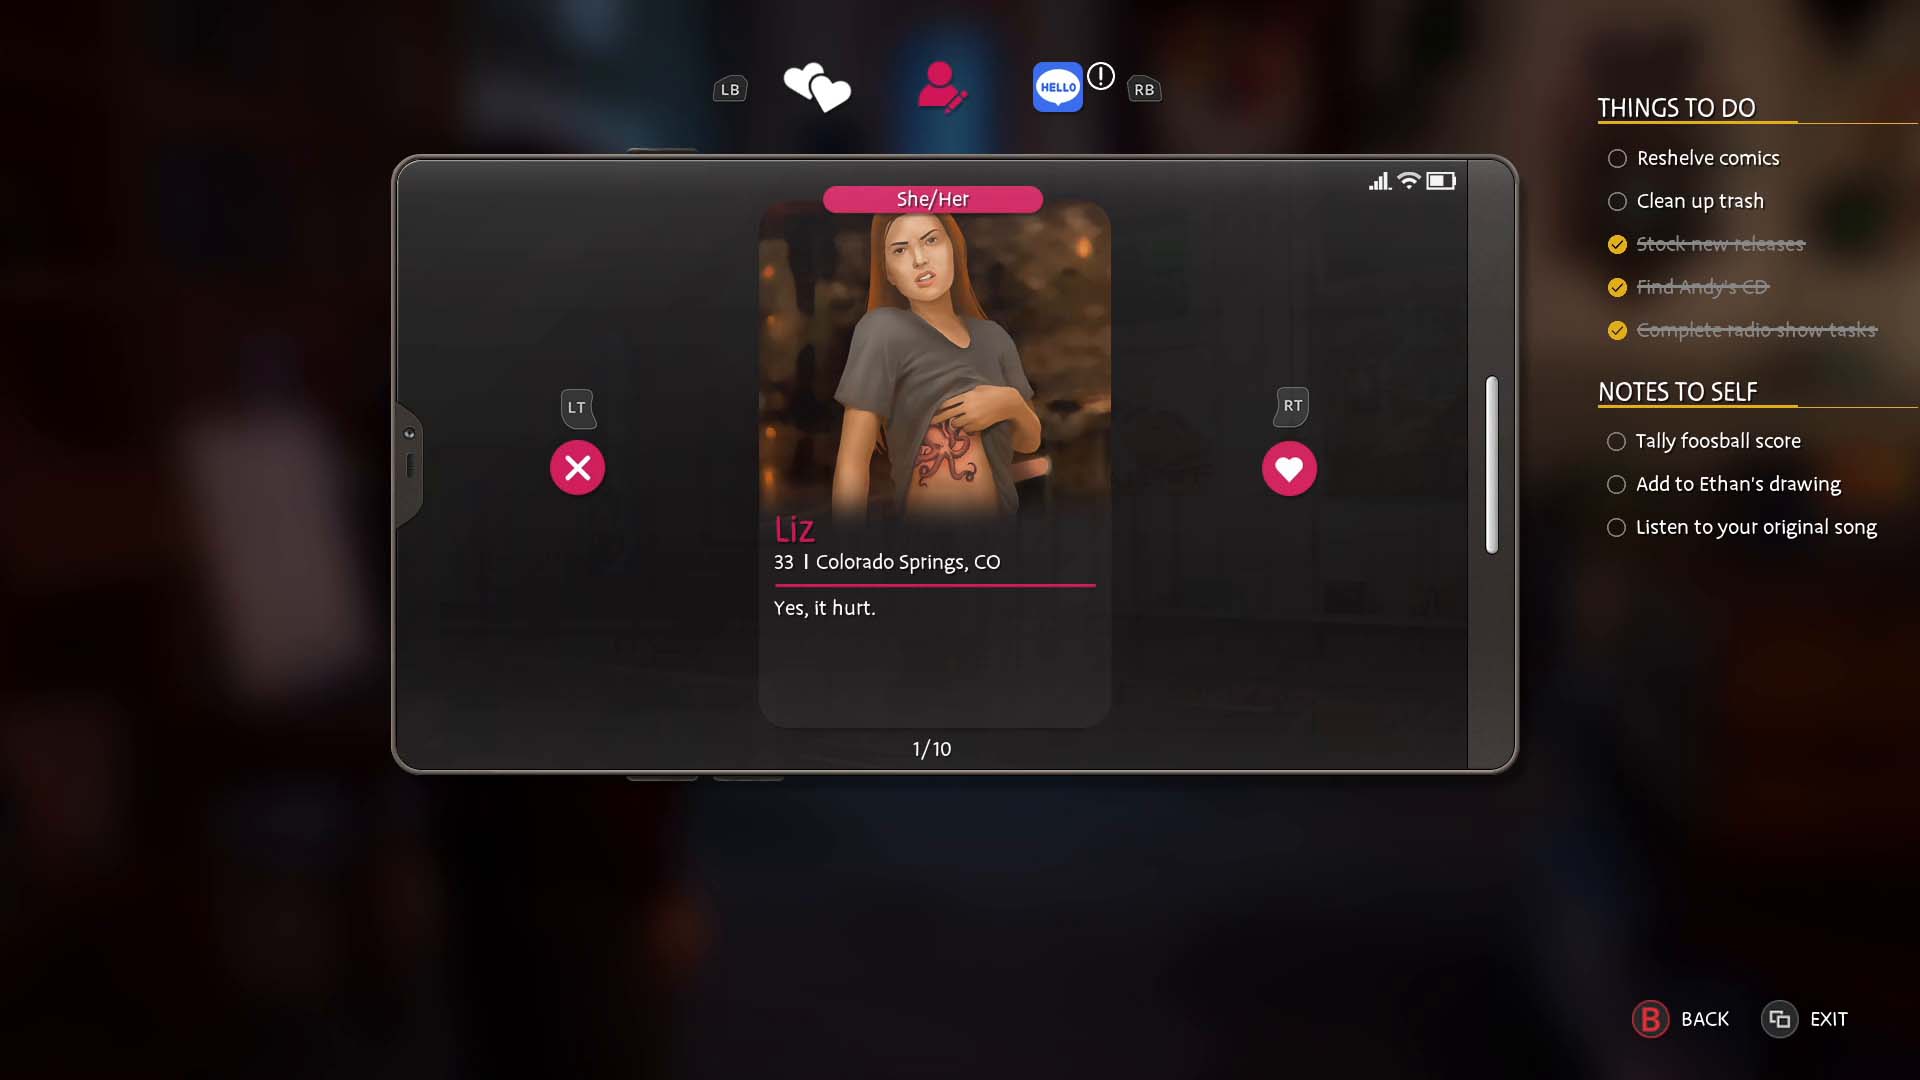 LB
HELLO
!
RB
She/Her
LT
RT
Liz
33 | Colorado Springs, CO
Yes, it hurt.
1/10
THINGS TO DO
Reshelve comics
Clean up trash
Stock new releases
Find Andy's CD
Complete radio show tasks
NOTES TO SELF
Tally foosball score
Add to Ethan's drawing
Listen to your original song
B BACK
EXIT